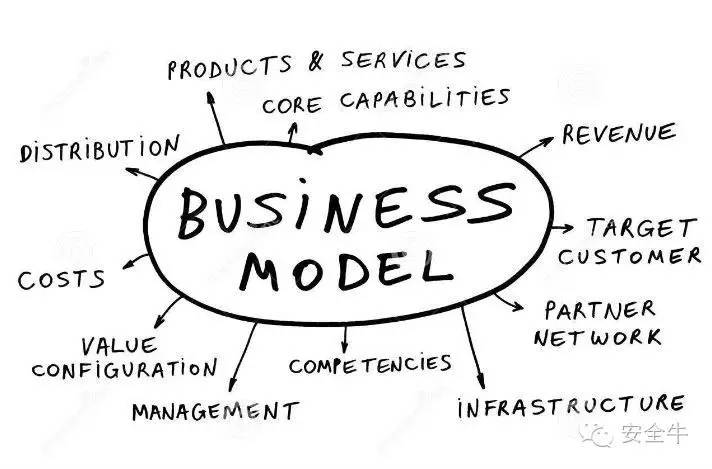 PRODUCTS & SERVICES
CORE CAPABILITIES
DISTRIBUTION
REVENUE
BUSINESS
MODEL
TARGET
CUSTOMER
COSTS
PARTNER
NETWORK
VALUE
CONFIGURATION
COMPETENCIES
MANAGEMENT
INFRASTRUCTURE
安全牛